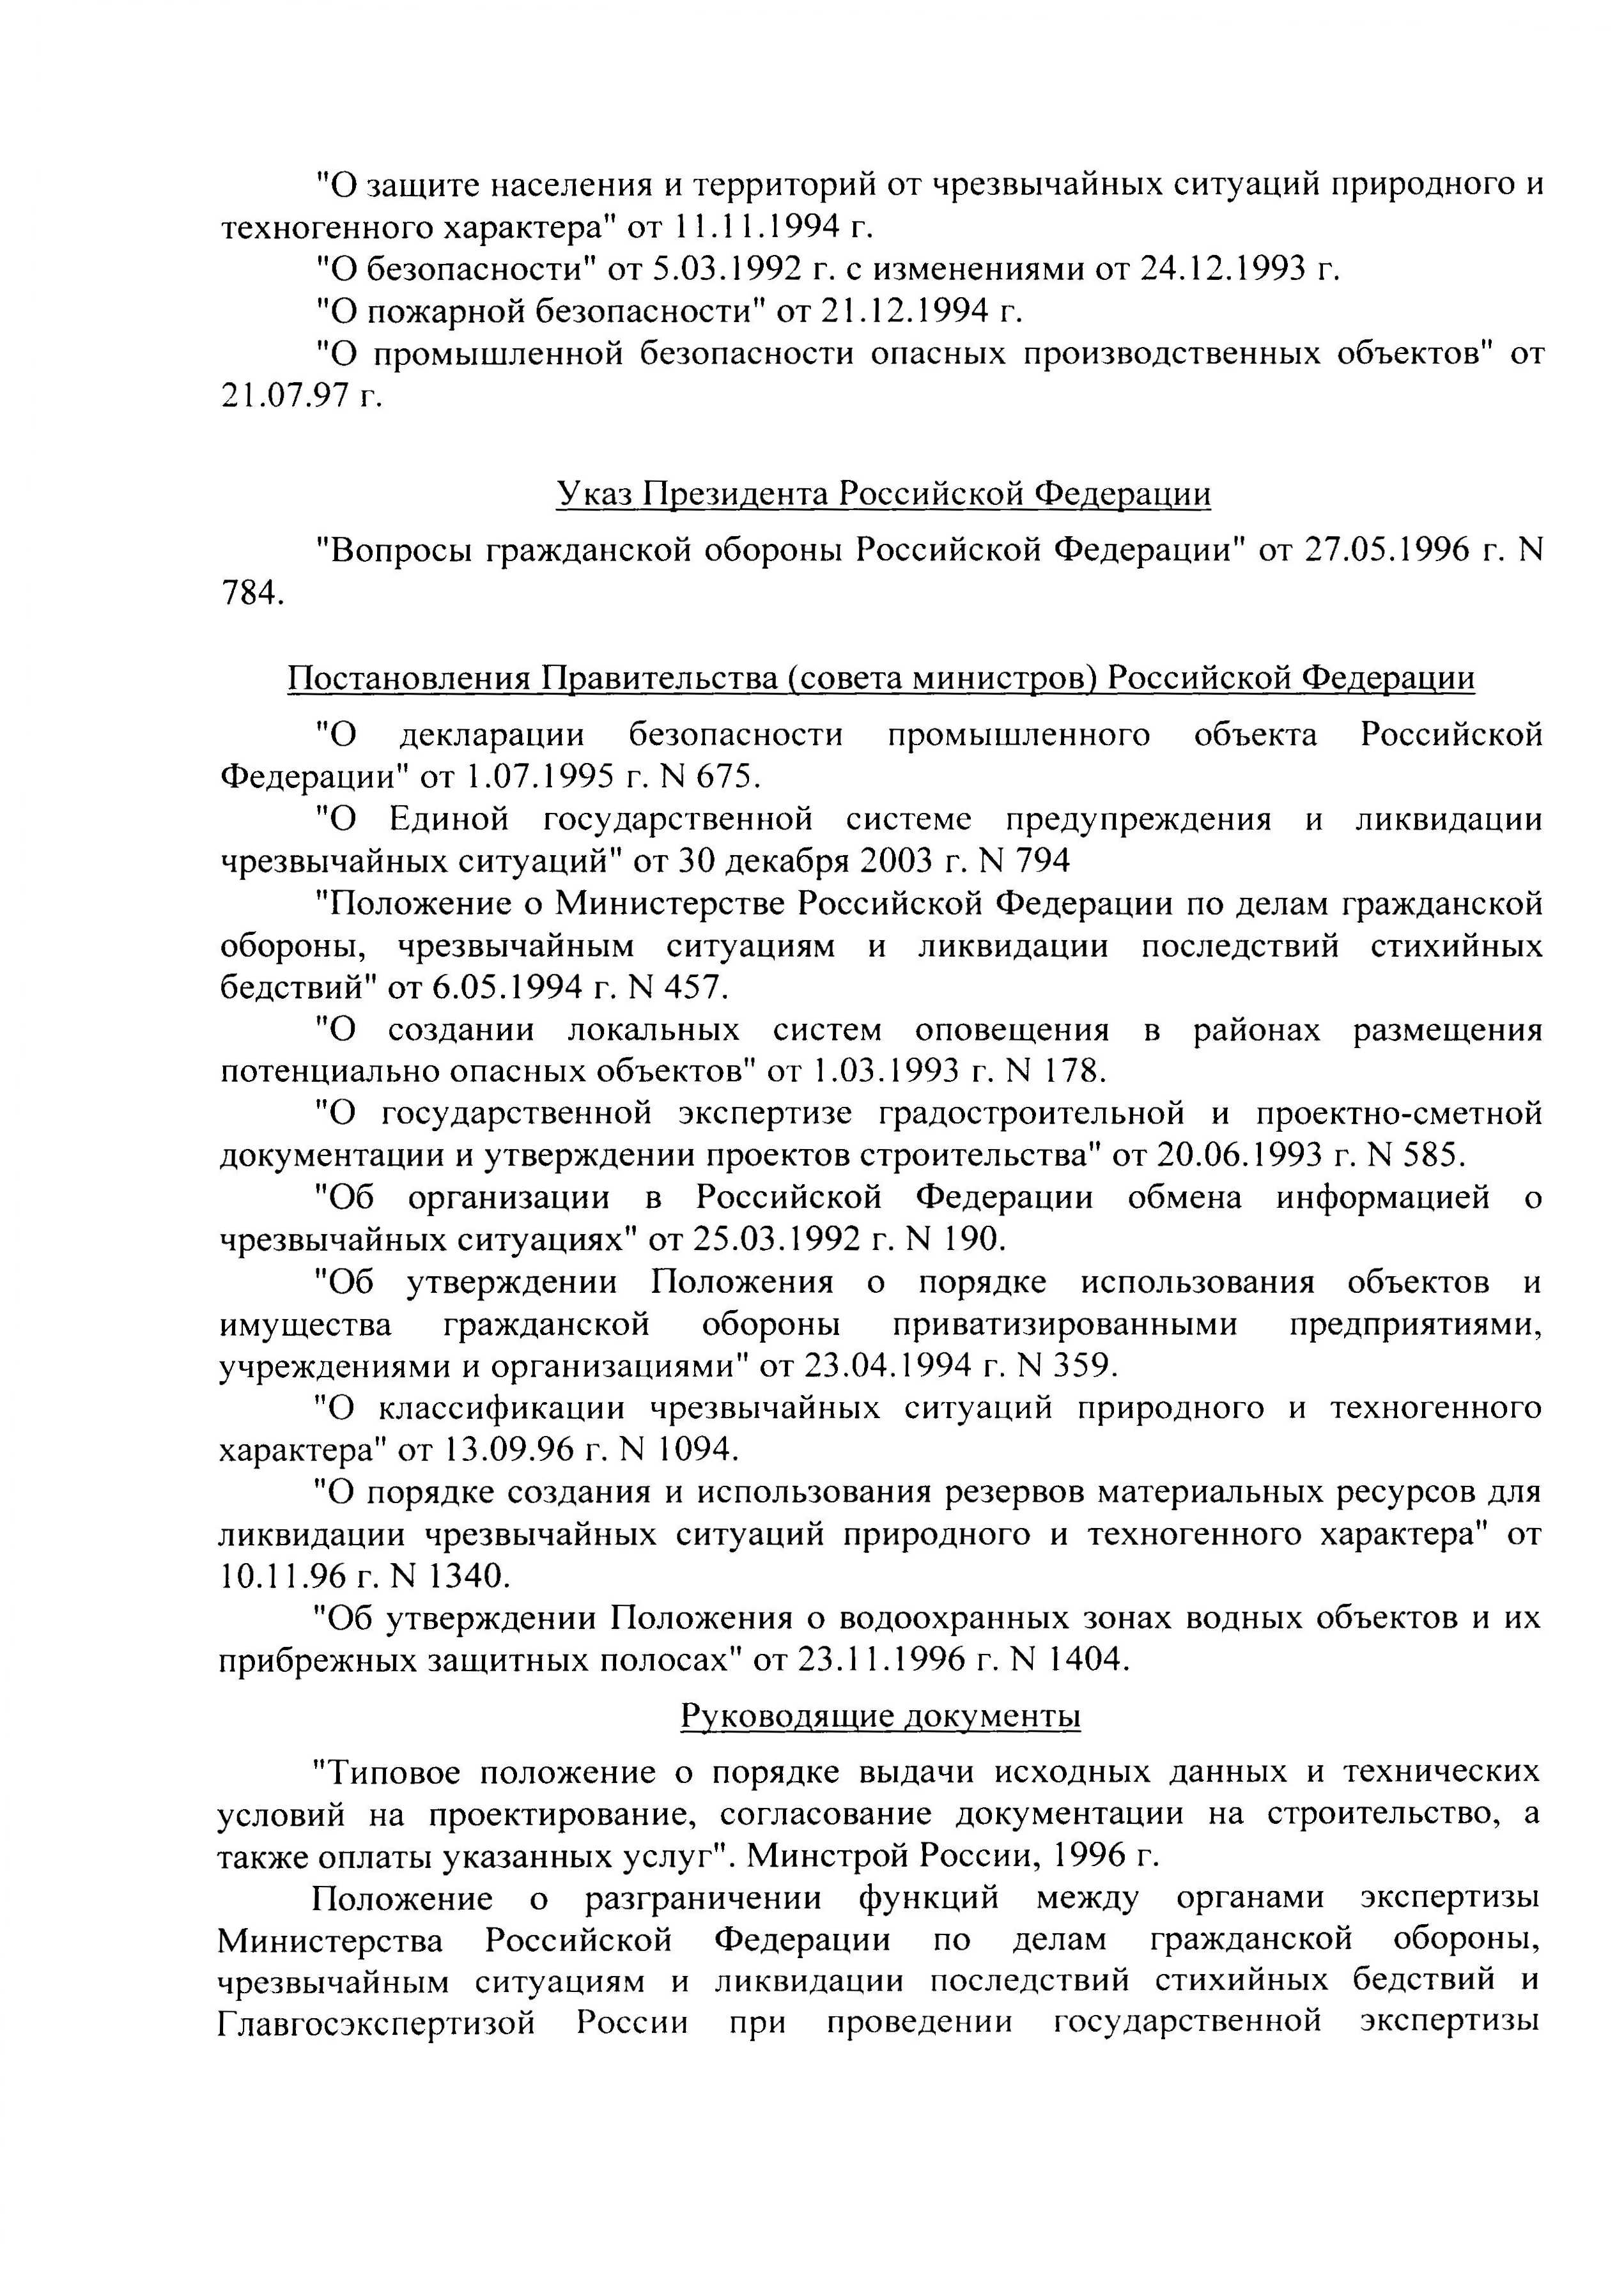 "О защите населения и территорий от чрезвычайных ситуаций природного и
техногенного характера" от 11.11.1994 г.
"О безопасности" от 5.03.1992 г. с изменениями от 24.12.1993 г.
"О пожарной безопасности" от 21.12.1994 г.
"О промышленной безопасности опасных производственных объектов" от
21.07.97 г.
Указ Президента Российской Федерации
"Вопросы гражданской обороны Российской Федерации" от 27.05.1996 г. N
784.
Постановления Правительства (совета министров) Российской Федерации
"О декларации безопасности промышленного объекта Российской
Федерации" от 1.07.1995 г. N 675.
"О Единой государственной системе предупреждения и ликвидации
чрезвычайных ситуаций" от 30 декабря 2003 г. N 794
"Положение о Министерстве Российской Федерации по делам гражданской
обороны, чрезвычайным ситуациям и ликвидации последствий стихийных
бедствий" от 6.05.1994 г. N 457.
"О создании локальных систем оповещения в районах размещения
потенциально опасных объектов" от 1.03.1993 г. N 178.
"О государственной экспертизе градостроительной и проектно-сметной
документации и утверждении проектов строительства" от 20.06.1993 г. N 585.
"Об организации в Российской Федерации обмена информацией о
чрезвычайных ситуациях" от 25.03.1992 г. N 190.
"Об утверждении Положения о порядке использования объектов и
имущества гражданской обороны приватизированными предприятиями,
учреждениями и организациями" от 23.04.1994 г. N 359.
"О классификации чрезвычайных ситуаций природного и техногенного
характера" от 13.09.96 г. N 1094.
"О порядке создания и использования резервов материальных ресурсов для
ликвидации чрезвычайных ситуаций природного и техногенного характера" от
10.11.96 г. N 1340.
"Об утверждении Положения о водоохранных зонах водных объектов и их
прибрежных защитных полосах" от 23.11.1996 г. N 1404.
Руководящие документы
"Типовое положение о порядке выдачи исходных данных и технических
условий на проектирование, согласование документации на строительство, а
также оплаты указанных услуг". Минстрой России, 1996 г.
Положение о разграничении функций между органами экспертизы
Министерства Российской Федерации по делам гражданской обороны,
чрезвычайным ситуациям и ликвидации последствий стихийных бедствий и
Главгосэкспертизой России при проведении государственной экспертизы